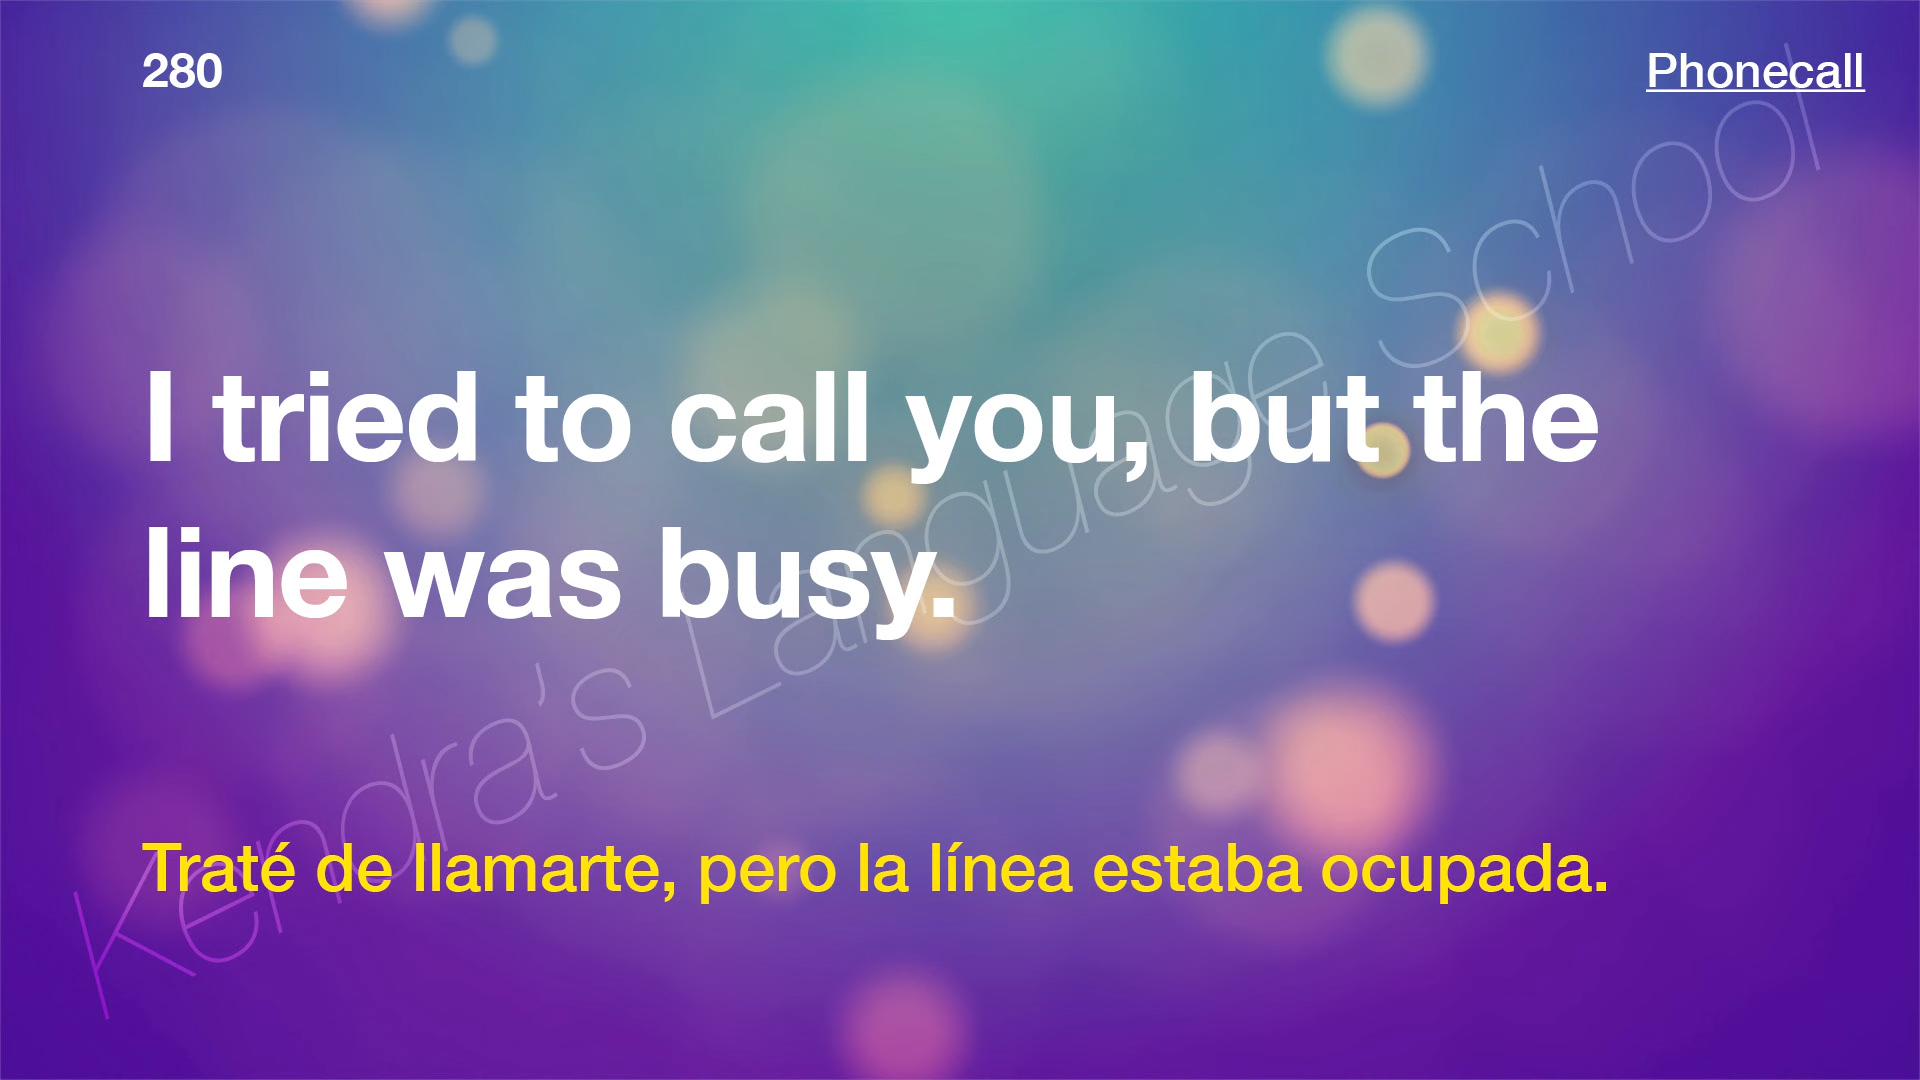 280
Phonecall
I tried to call you, but the
line was busy.
Traté de llamarte, pero la línea estaba ocupada.
Kendra’s Language School